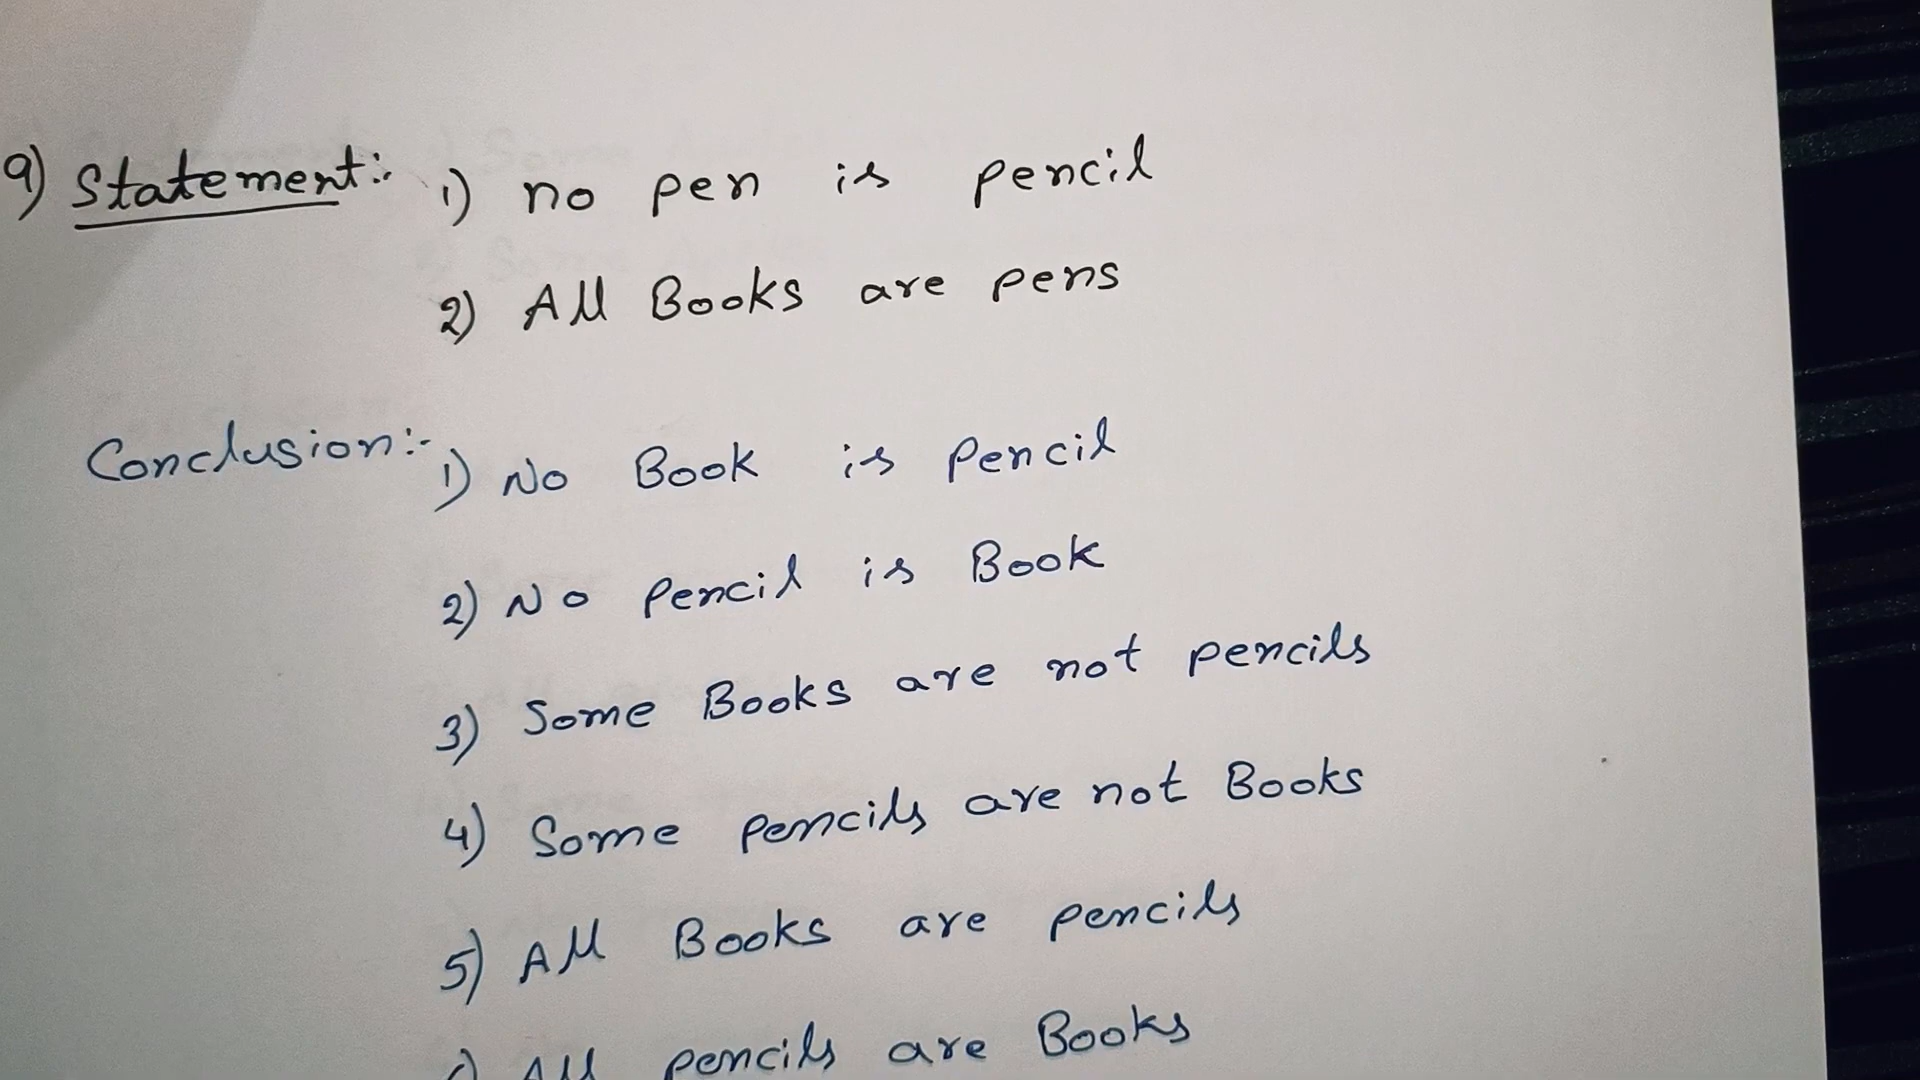 9) Statement:- 1) no pen is pencil
2) All Books are pens
Conclusion:- 1) No Book is Pencil
2) No Pencil is Book
3) Some Books are not pencils
4) Some pencils are not Books
5) All Books are pencils
All pencils are Books